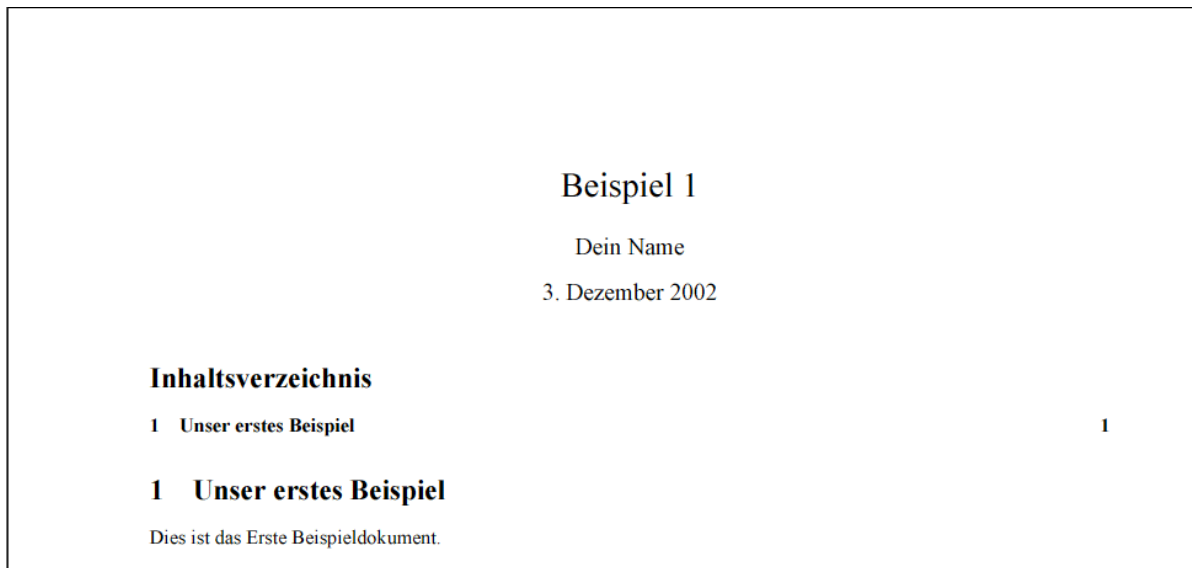 Beispiel 1
Dein Name
3. Dezember 2002
Inhaltsverzeichnis
1 Unser erstes Beispiel 1
1 Unser erstes Beispiel
Dies ist das Erste Beispieldokument.